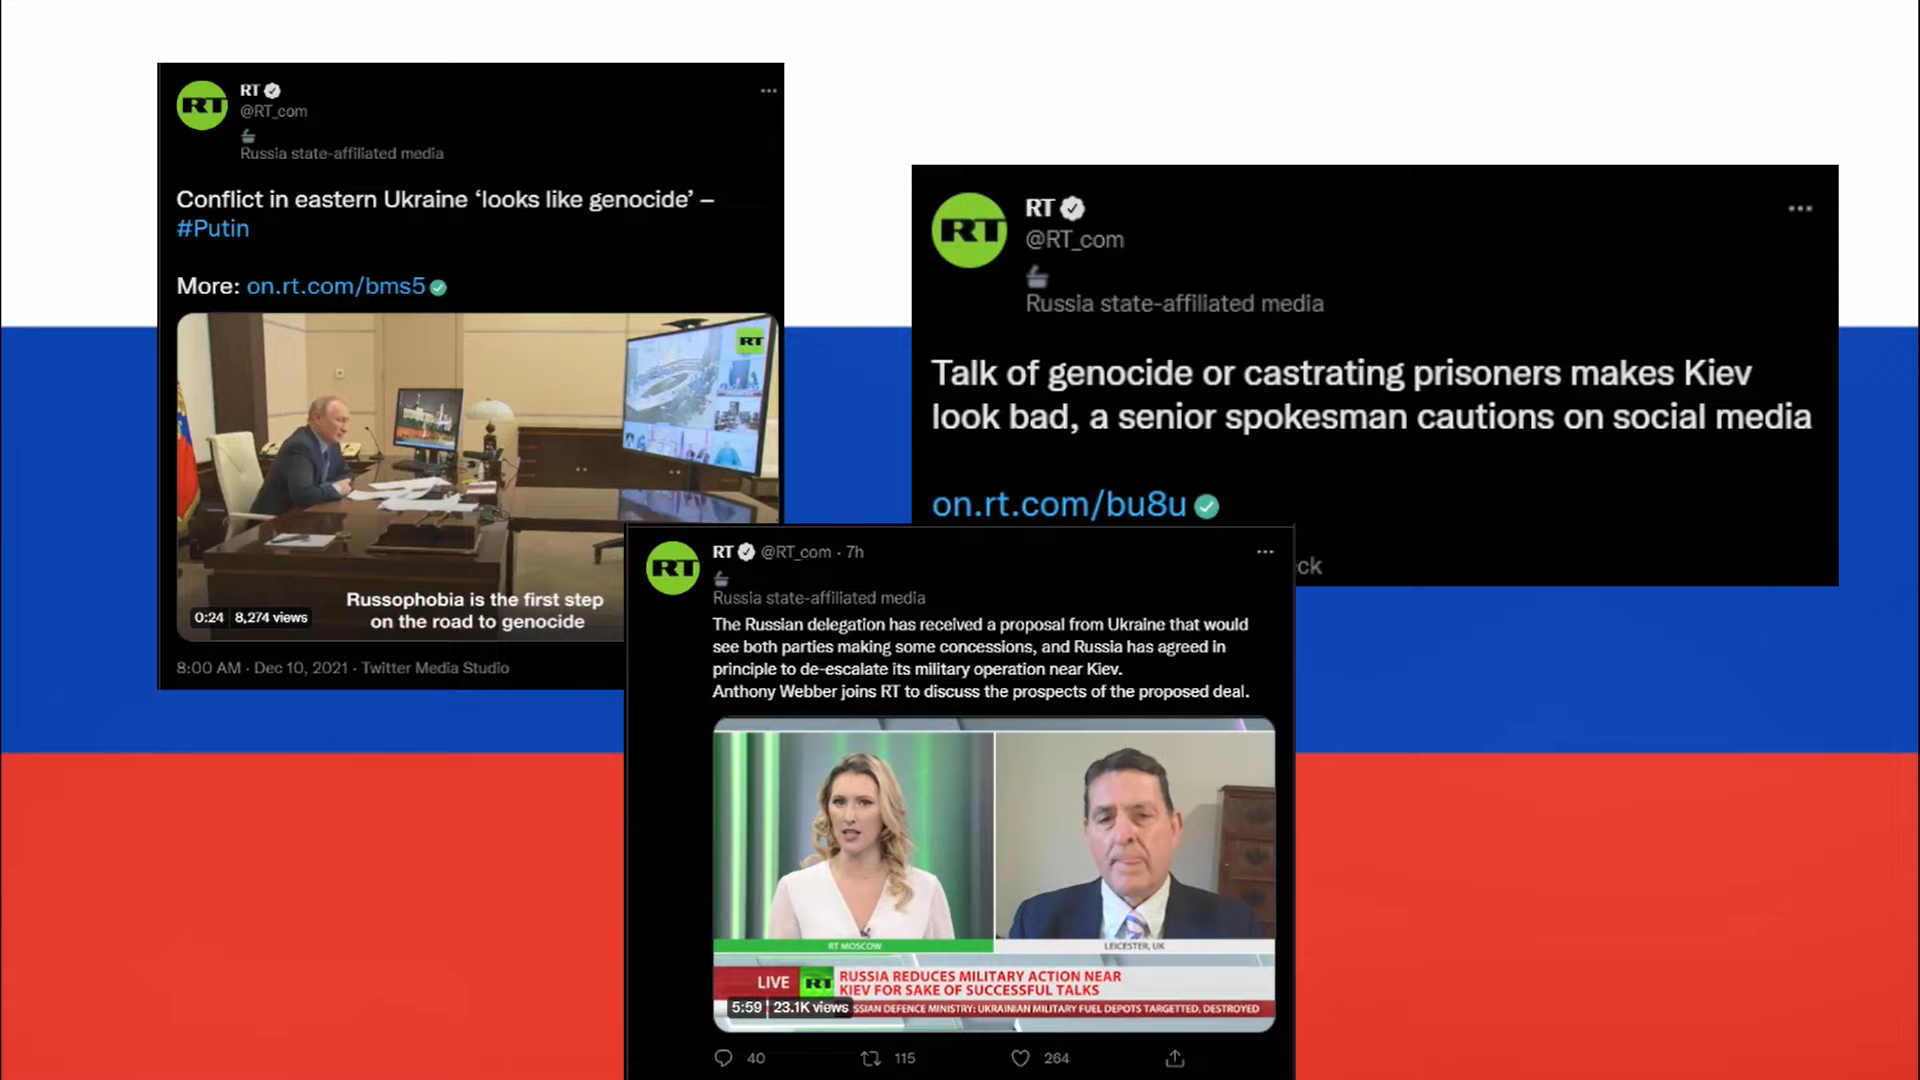 RT
RT
@RT_com
Russia state-affiliated media
Conflict in eastern Ukraine ‘looks like genocide’ –
#Putin
More: on.rt.com/bms5
RT
Russophobia is the first step
on the road to genocide
0:24 8,274 views
8:00 AM · Dec 10, 2021 · Twitter Media Studio
RT
RT
@RT_com
Russia state-affiliated media
Talk of genocide or castrating prisoners makes Kiev
look bad, a senior spokesman cautions on social media
on.rt.com/bu8u
ck
RT
RT @RT_com · 7h
Russia state-affiliated media
The Russian delegation has received a proposal from Ukraine that would
see both parties making some concessions, and Russia has agreed in
principle to de-escalate its military operation near Kiev.
Anthony Webber joins RT to discuss the prospects of the proposed deal.
RT MOSCOW
LEICESTER, UK
LIVE RT
RUSSIA REDUCES MILITARY ACTION NEAR
KIEV FOR SAKE OF SUCCESSFUL TALKS
5:59 23.1K views
SSIAN DEFENCE MINISTRY: UKRAINIAN MILITARY FUEL DEPOTS TARGETTED, DESTROYED
40 115 264